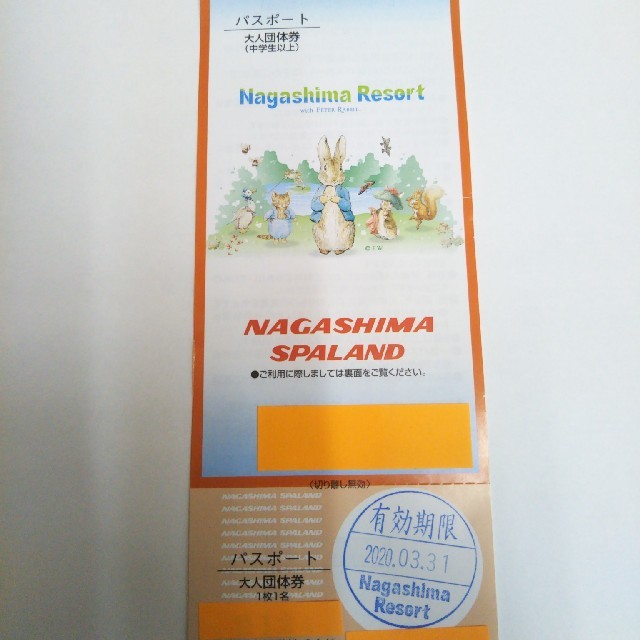 パスポート
大人団体券
(中学生以上)
Nagashima Resort
with PETER RABBIT
NAGASHIMA
SPALAND
●ご利用に際しましては裏面をご覧ください。
〈切り離し無効〉
NAGASHIMA SPALAND
NAGASHIMA SPALAND
NAGASHIMA SPALAND
NAGASHIMA SPALAND
NAGASHIMA SPALAND
パスポート
大人団体券
1枚1名
有効期限
2020.03.31
Nagashima
Resort